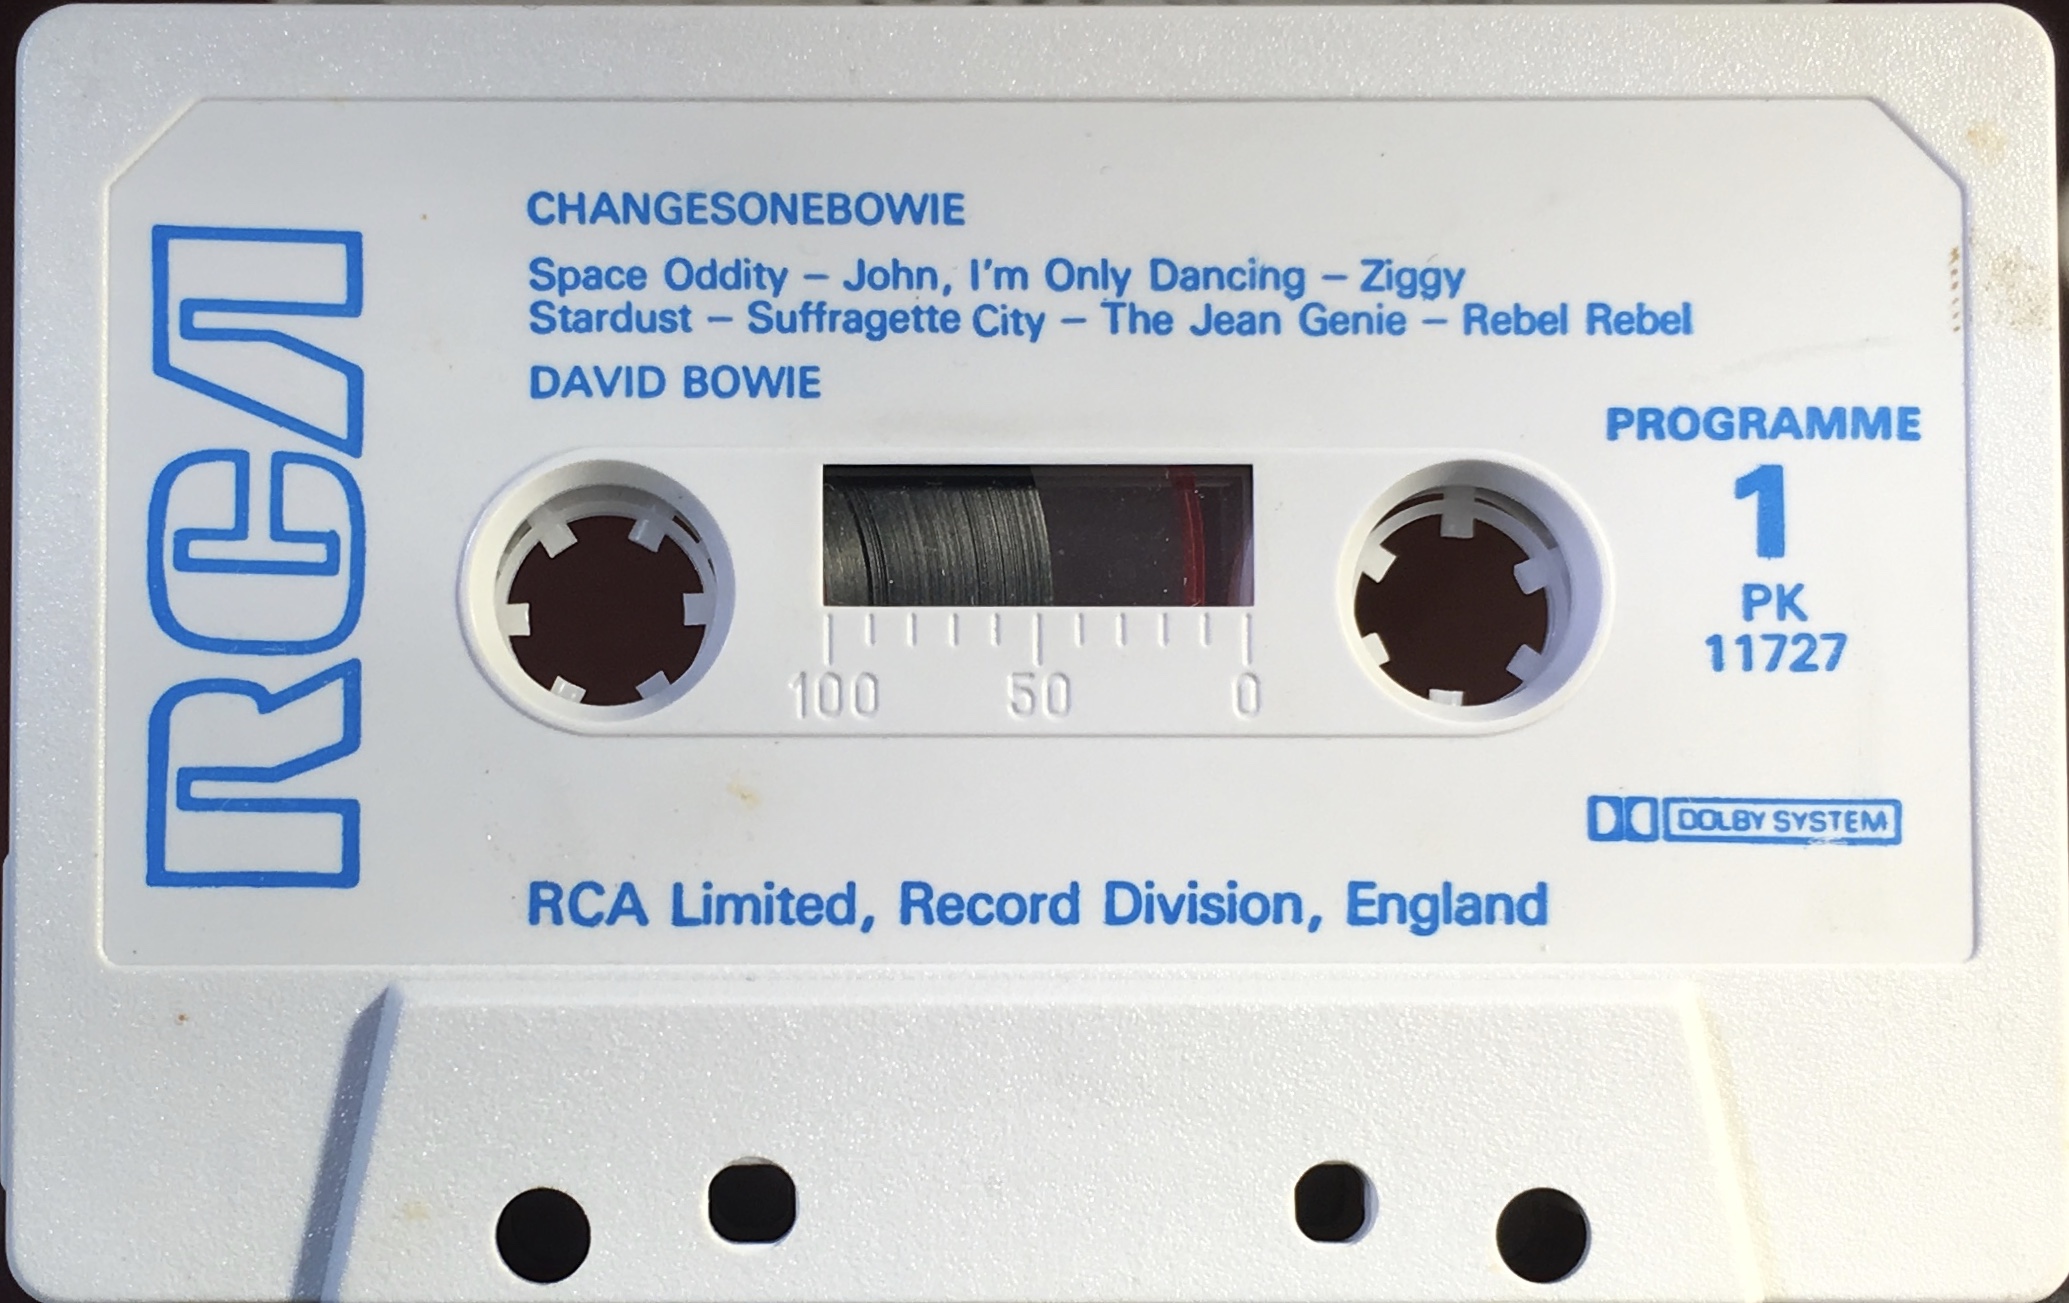 RCA
CHANGESONEBOWIE
Space Oddity – John, I'm Only Dancing – Ziggy
Stardust – Suffragette City – The Jean Genie – Rebel Rebel
DAVID BOWIE
PROGRAMME
1
PK
11727
100 50 0
DOLBY SYSTEM
RCA Limited, Record Division, England